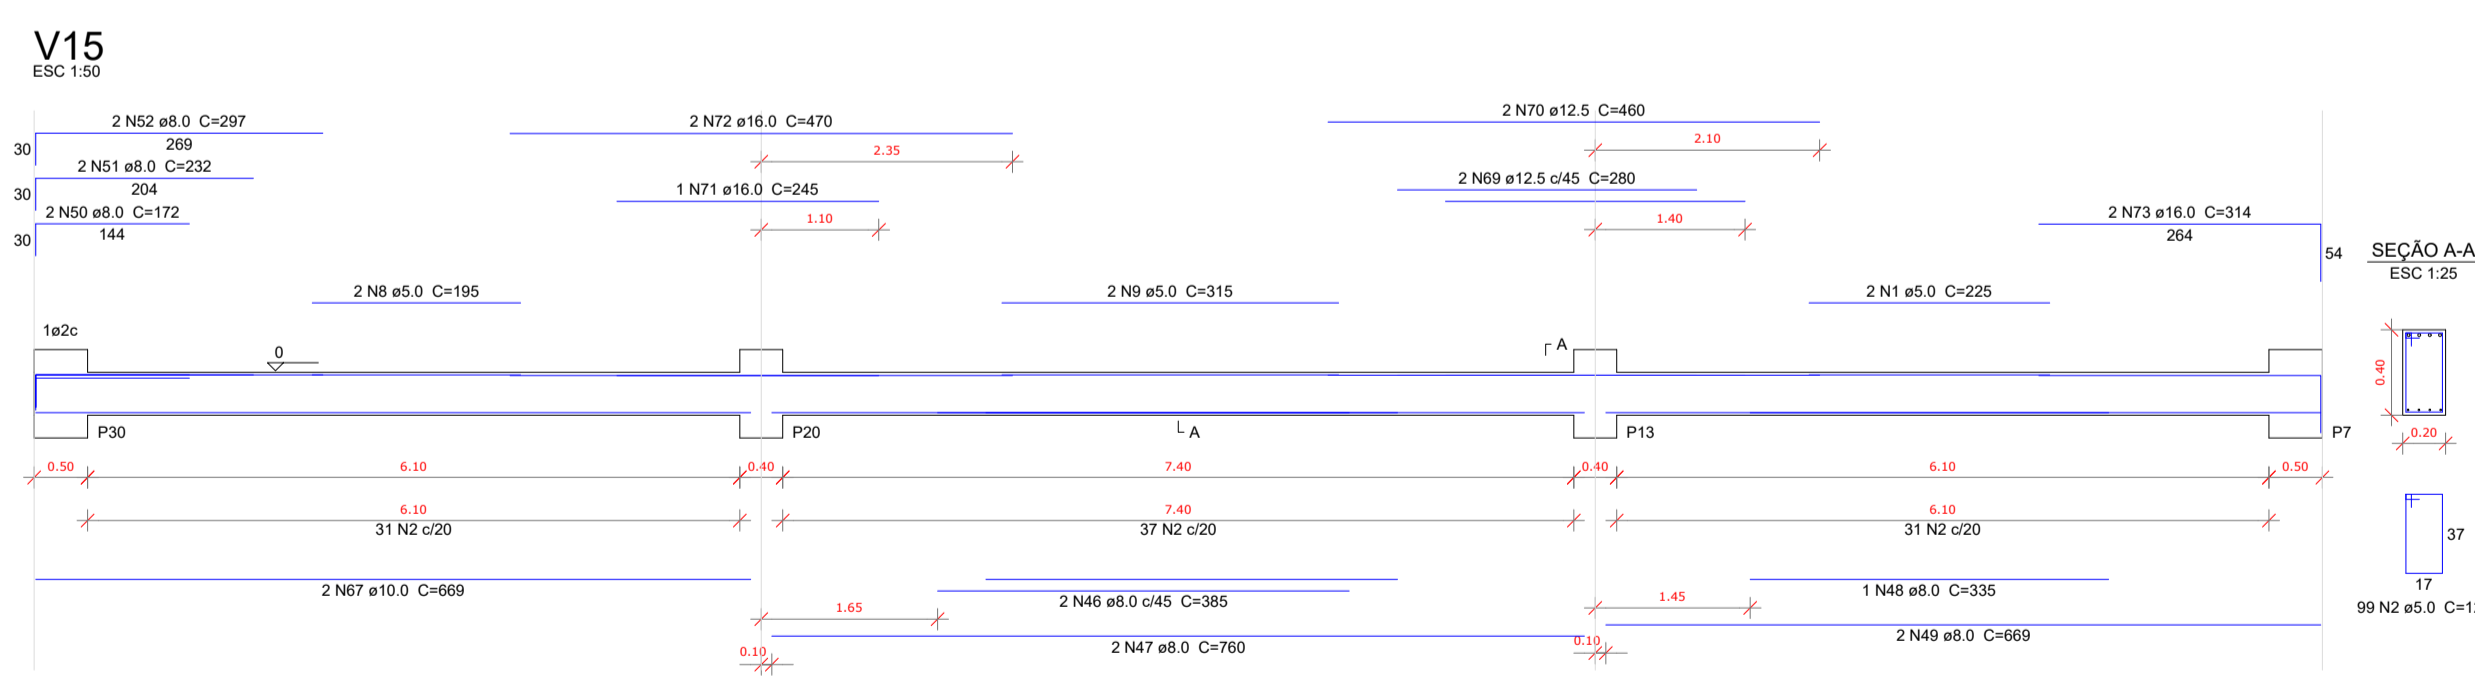 V15
ESC 1:50
2 N52 ø8.0 C=297
269
30
2 N51 ø8.0 C=232
204
30
2 N50 ø8.0 C=172
144
30
2 N72 ø16.0 C=470
2.35
1 N71 ø16.0 C=245
1.10
2 N70 ø12.5 C=460
2.10
2 N69 ø12.5 c/45 C=280
1.40
2 N73 ø16.0 C=314
264
54
2 N8 ø5.0 C=195
2 N9 ø5.0 C=315
2 N1 ø5.0 C=225
SEÇÃO A-A
ESC 1:25
1ø2c
0
A
A
P30
P20
P13
P7
0.40
0.20
0.50
6.10
0.40
7.40
0.40
6.10
0.50
6.10
31 N2 c/20
7.40
37 N2 c/20
6.10
31 N2 c/20
37
17
99 N2 ø5.0
2 N67 ø10.0 C=669
1.65
2 N46 ø8.0 c/45 C=385
1.45
1 N48 ø8.0 C=335
0.10
2 N47 ø8.0 C=760
0.10
2 N49 ø8.0 C=669